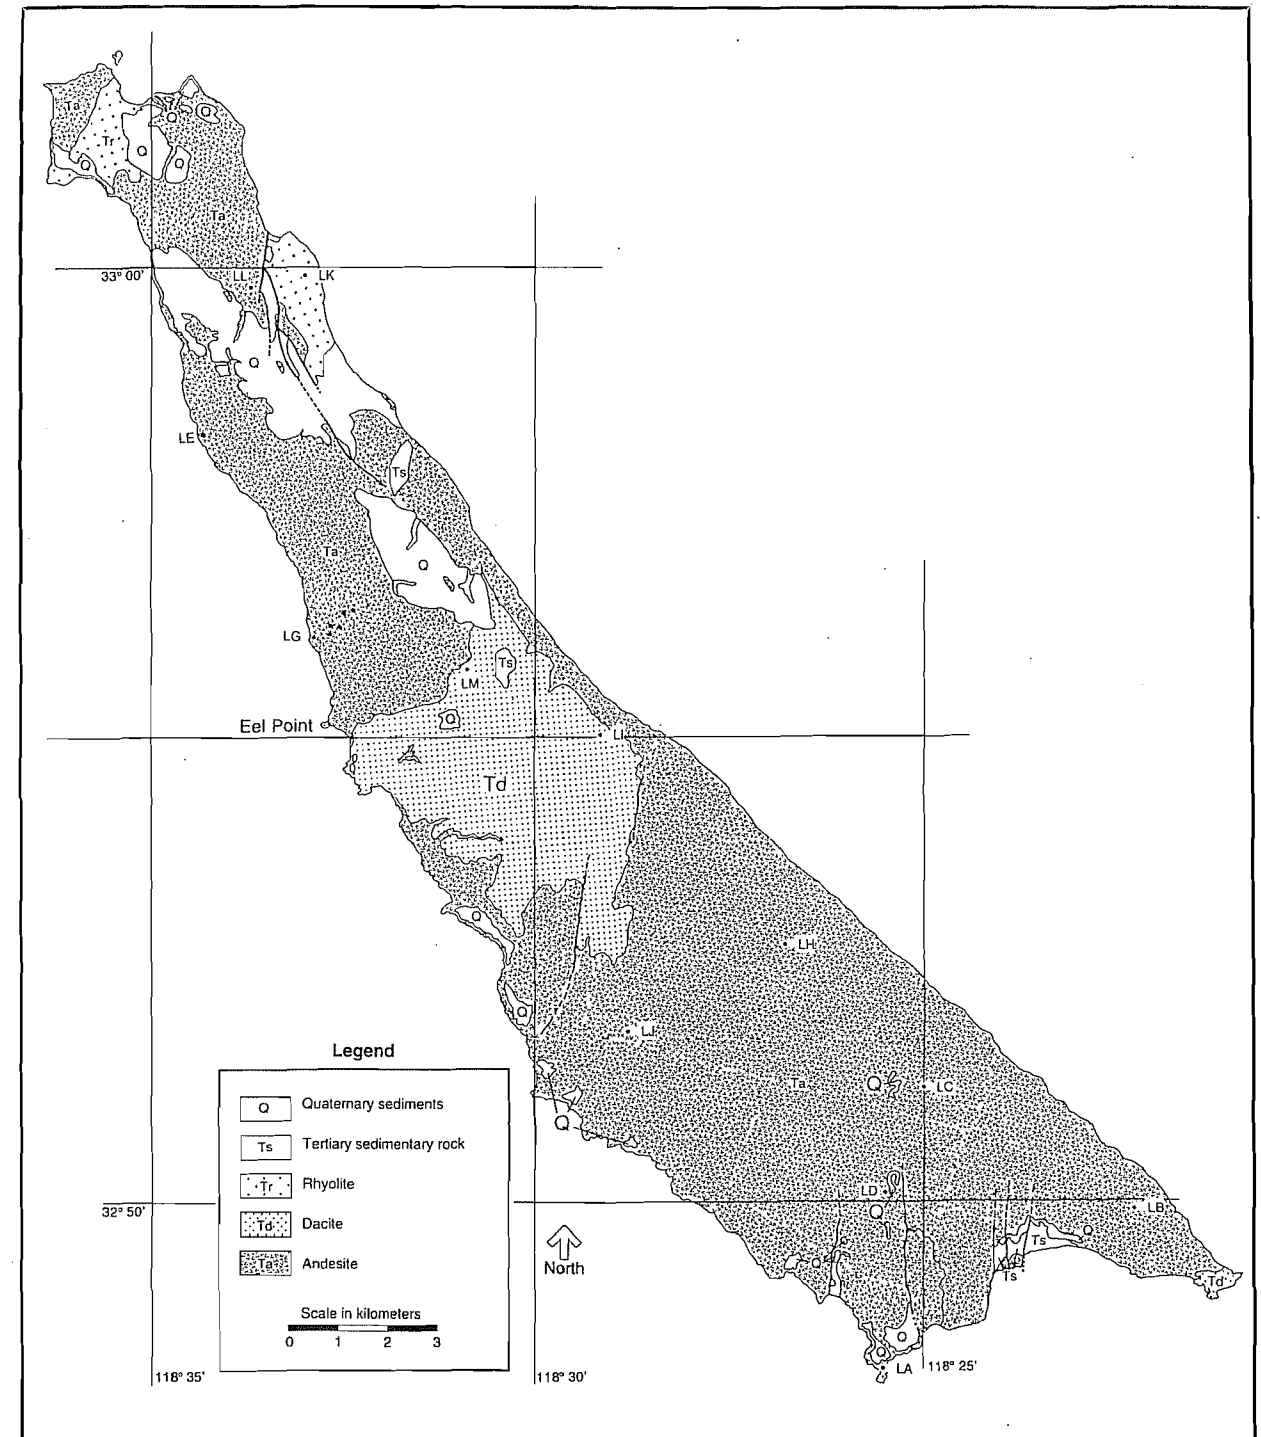 Ta
Q
Q
Tr
Q
Q
Q
Ta
33° 00'
LL
LK
Q
LE
Ts
Ta
Q
LG
Ts
LM
Q
Eel Point
LI
Td
Q
LH
Q
LJ
Ta
Q
LC
Q
LD
Q
32° 50'
LB
Q
Ts
Q
Ts
Td
Q
Q
LA
118° 35'
118° 30'
118° 25'
North
Legend
Q Quaternary sediments
Ts Tertiary sedimentary rock
Tr Rhyolite
Td Dacite
Ta Andesite
Scale in kilometers
0 1 2 3